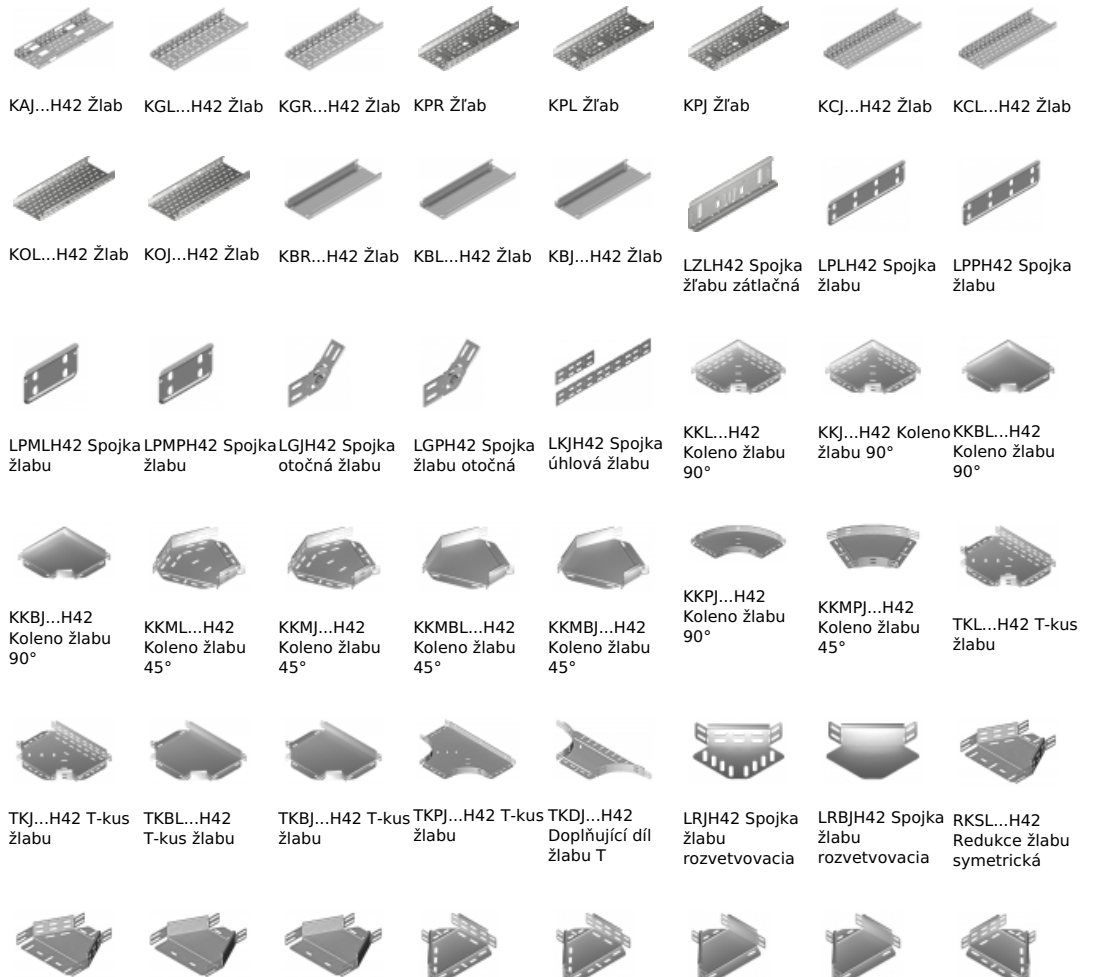 KAJ...H42 Žlab
KGL...H42 Žlab
KGR...H42 Žlab
KPR Žľab
KPL Žľab
KPJ Žľab
KCJ...H42 Žlab
KCL...H42 Žlab
KOL...H42 Žlab
KOJ...H42 Žlab
KBR...H42 Žlab
KBL...H42 Žlab
KBJ...H42 Žlab
LZLH42 Spojka
žľabu zátlačná
LPLH42 Spojka
žlabu
LPPH42 Spojka
žlabu
LPMLH42 Spojka
žlabu
LPMPH42 Spojka
žlabu
LGJH42 Spojka
otočná žlabu
LGPH42 Spojka
žlabu otočná
LKJH42 Spojka
úhlová žlabu
KKL...H42
Koleno žlabu
90°
KKJ...H42 Koleno
žlabu 90°
KKBL...H42
Koleno žlabu
90°
KKBJ...H42
Koleno žlabu
90°
KKML...H42
Koleno žlabu
45°
KKMJ...H42
Koleno žlabu
45°
KKMBL...H42
Koleno žlabu
45°
KKMBJ...H42
Koleno žlabu
45°
KKPJ...H42
Koleno žlabu
90°
KKMPJ...H42
Koleno žlabu
45°
TKL...H42 T-kus
žlabu
TKJ...H42 T-kus
žlabu
TKBL...H42
T-kus žlabu
TKBJ...H42 T-kus
žlabu
TKPJ...H42 T-kus
žlabu
TKDJ...H42
Doplňující díl
žlabu T
LRJH42 Spojka
žlabu
rozvetvovacia
LRBJH42 Spojka
žlabu
rozvetvovacia
RKSL...H42
Redukce žlabu
symetrická